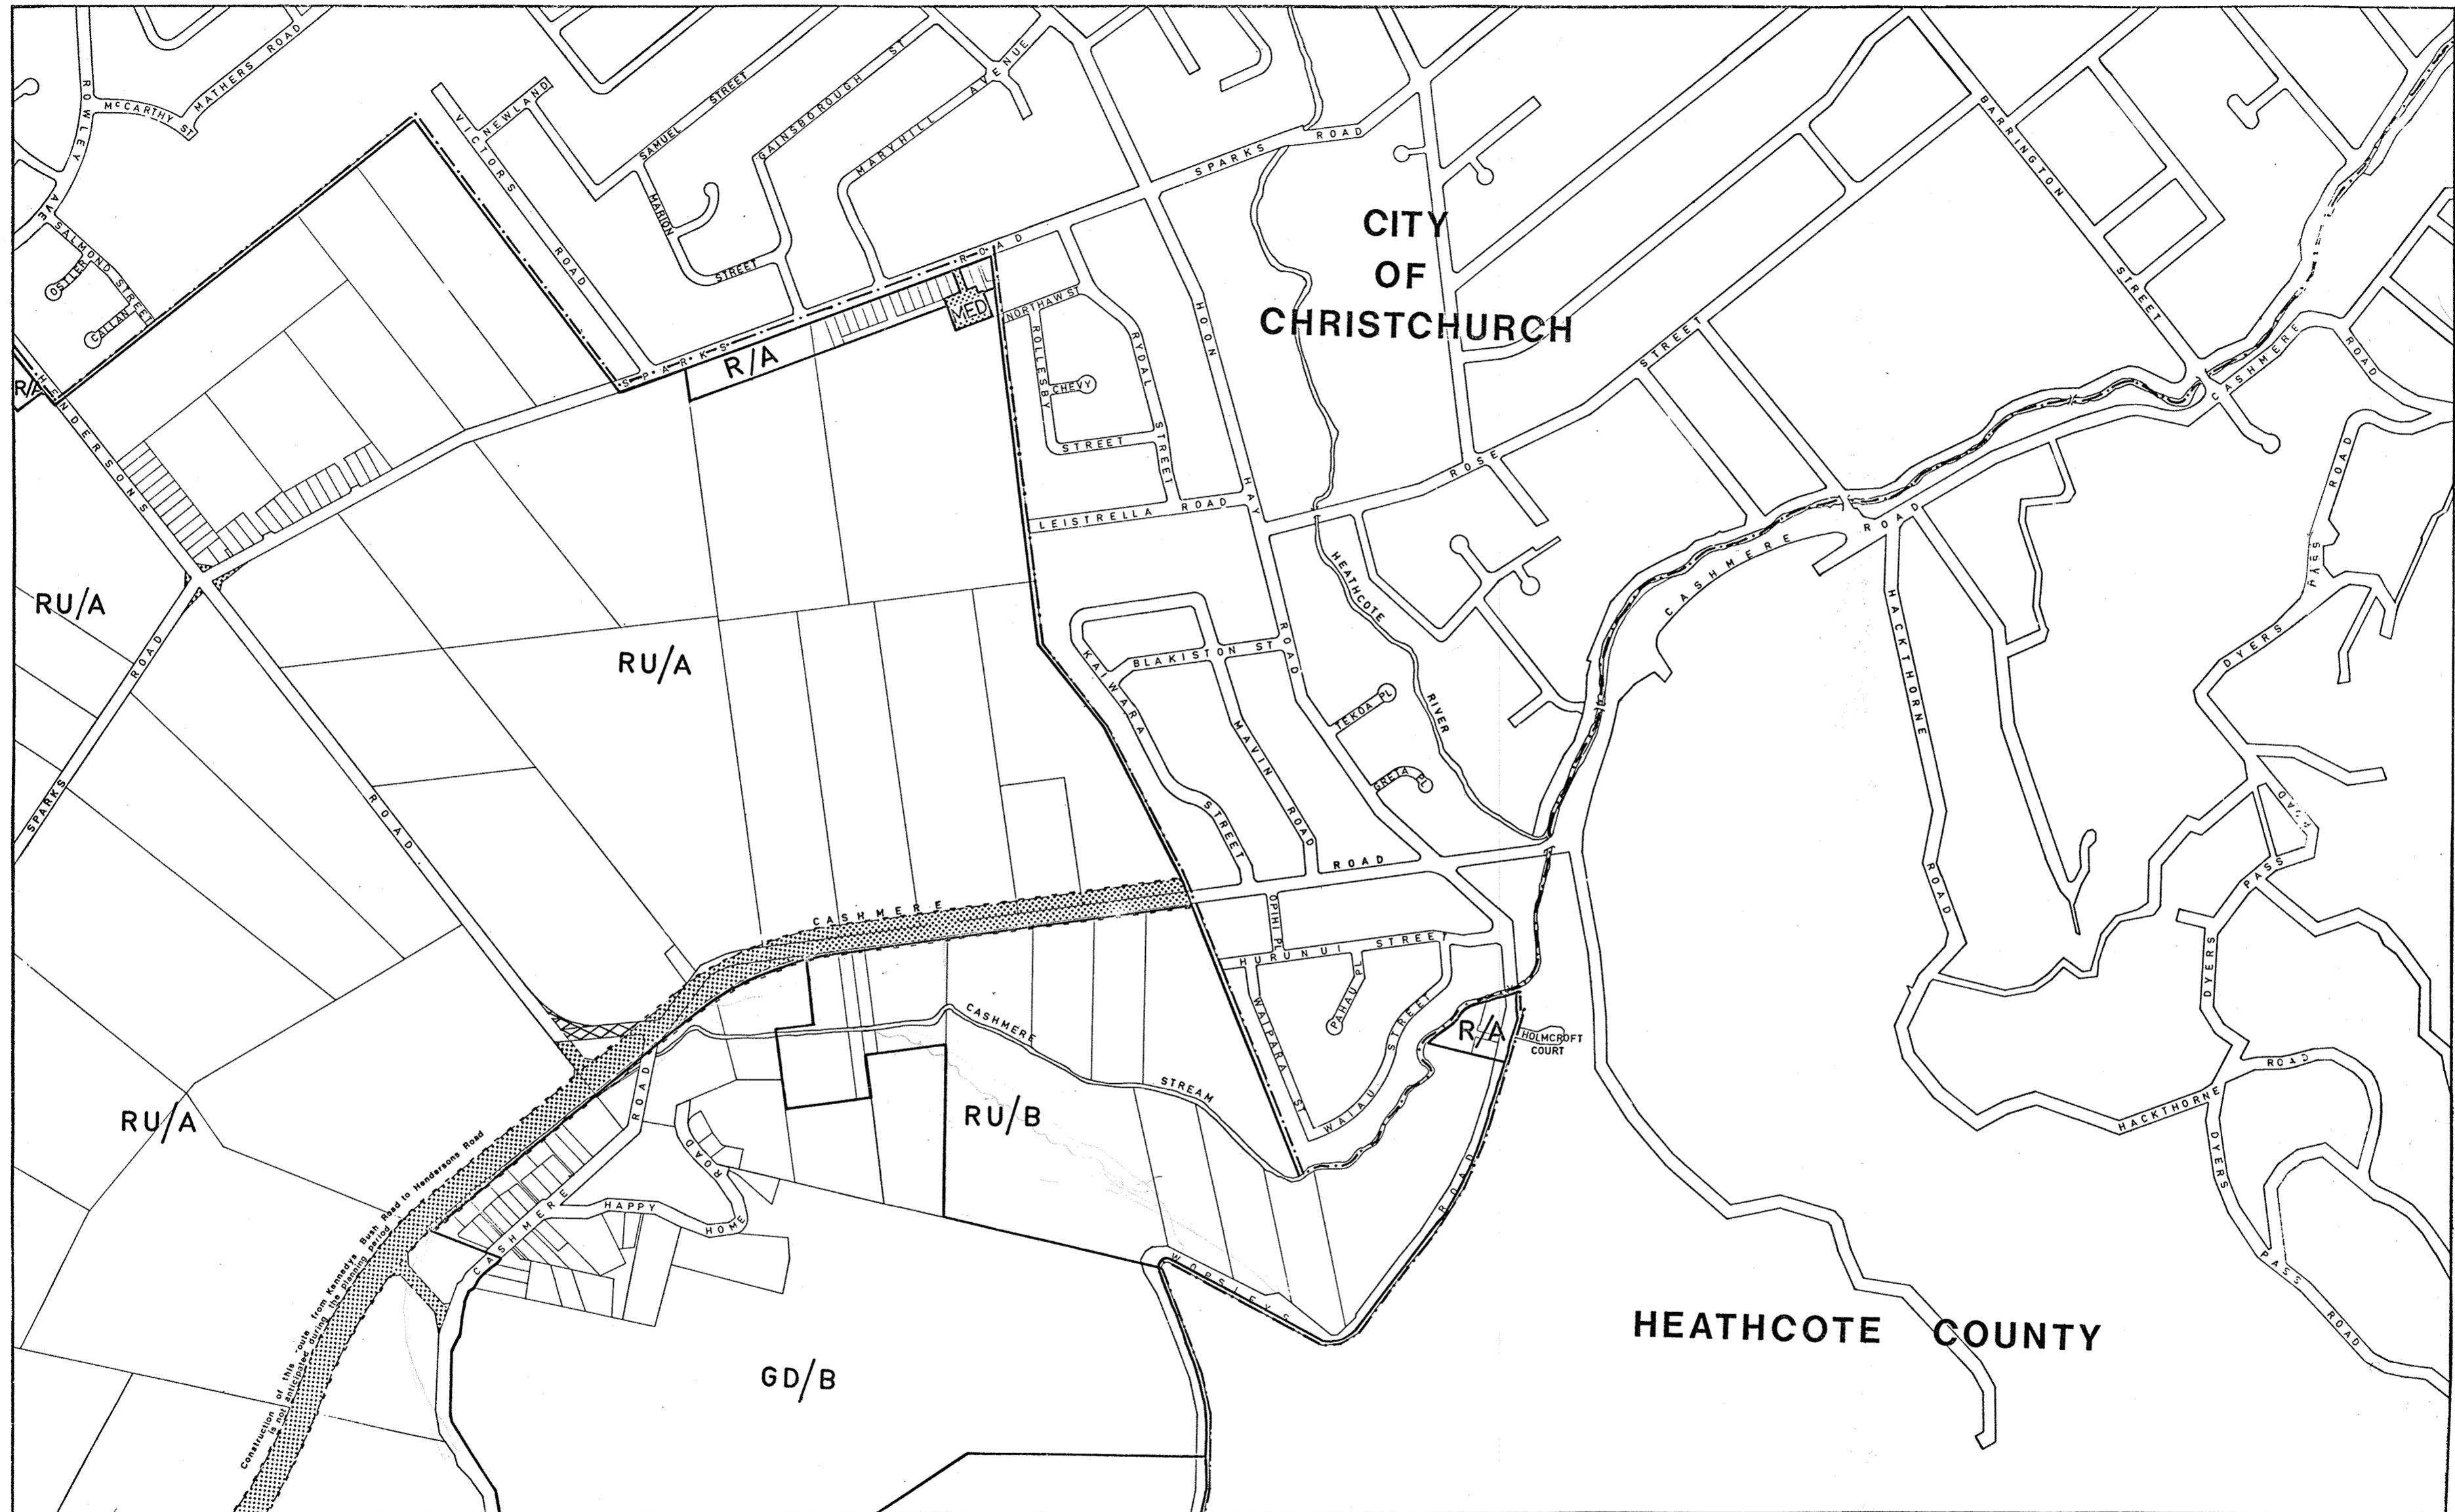 ROWLEY
AVE
McCARTHY ST
MATHERS ROAD
SALMOND STREET
OSTLER
CALLAN
VICTORS
ROAD
NEWLAND
SAMUEL
STREET
GAINSBOROUGH ST
MARYHILL AVENUE
MARION
STREET
SPARKS
ROAD
CITY
OF
CHRISTCHURCH
BARRINGTON
STREET
R/A
HENDERSONS
SPARKS
ROAD
R/A
MED
NORTHAW ST
ROLLESBY
CHEVY
STREET
RYDAL
STREET
HOON
HAY
ROAD
LEISTRELLA ROAD
ROSE
STREET
CASHMERE
ROAD
HEATHCOTE
RIVER
CASHMERE
ROAD
HACKTHORNE
ROAD
ROAD
DYERS
PASS
ROAD
RU/A
ROAD
SPARKS
RU/A
ROAD
KAIWARA
STREET
BLAKISTON ST
MAVIN
ROAD
TEKOA PL
GRETA PL
CASHMERE
ROAD
OPIHI PL
HURUNUI STREET
PAHAU PL
WAIPARA
ST
WAIAU STREET
R/A
HOLMCROFT
COURT
CASHMERE
STREAM
RU/B
RU/A
ROAD
CASHMERE
HAPPY
HOME
ROAD
Construction of this route from Kennedys Bush Road to Hendersons Road
is not anticipated during the planning period
WORSLEYS
ROAD
GD/B
HEATHCOTE COUNTY
DYERS
ROAD
HACKTHORNE
DYERS
PASS
ROAD